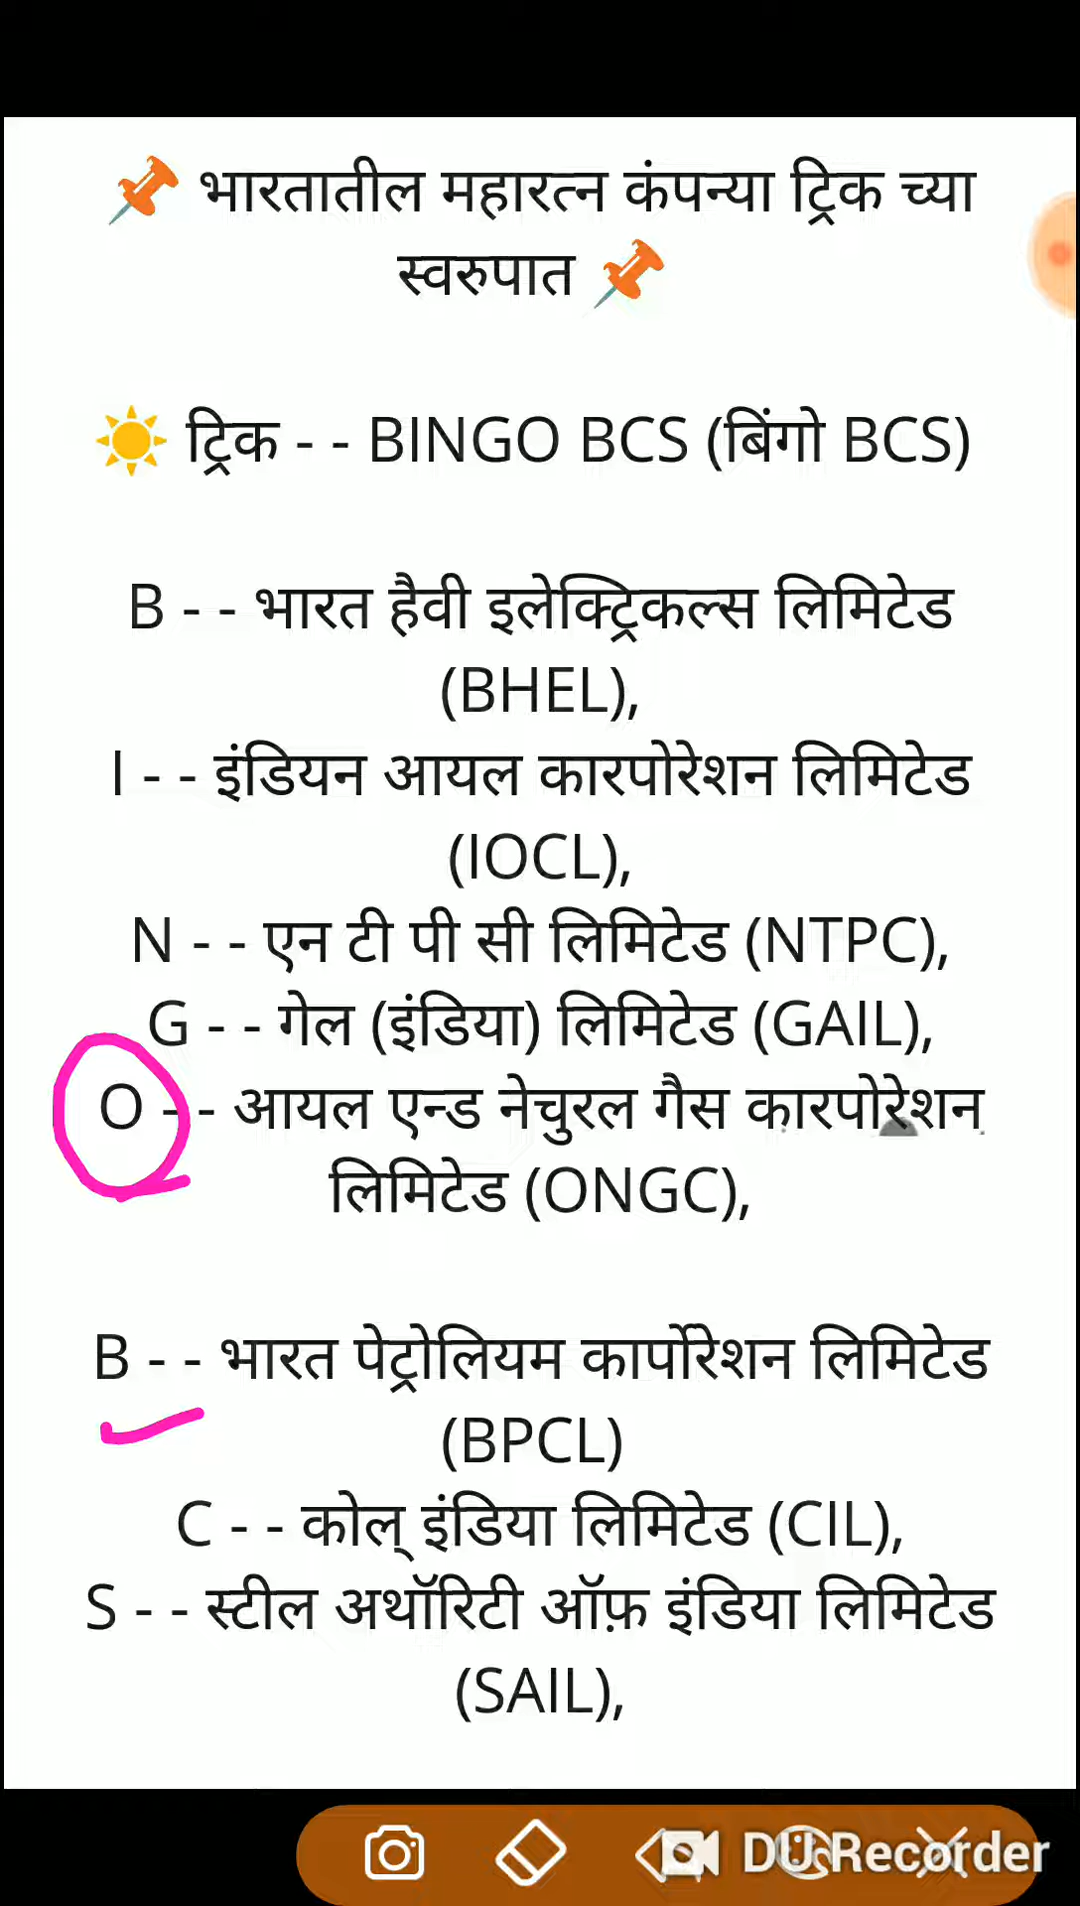 📌 भारतातील महारत्न कंपन्या ट्रिक च्या
स्वरुपात 📌
☀ ट्रिक - - BINGO BCS (बिंगो BCS)
B - - भारत हैवी इलेक्ट्रिकल्स लिमिटेड
(BHEL),
I - - इंडियन आयल कारपोरेशन लिमिटेड
(IOCL),
N - - एन टी पी सी लिमिटेड (NTPC),
G - - गेल (इंडिया) लिमिटेड (GAIL),
O - - आयल एन्ड नेचुरल गैस कारपोरेशन
लिमिटेड (ONGC),
B - - भारत पेट्रोलियम कार्पोरेशन लिमिटेड
(BPCL)
C - - कोल् इंडिया लिमिटेड (CIL),
S - - स्टील अथॉरिटी ऑफ़ इंडिया लिमिटेड
(SAIL),
DU Recorder